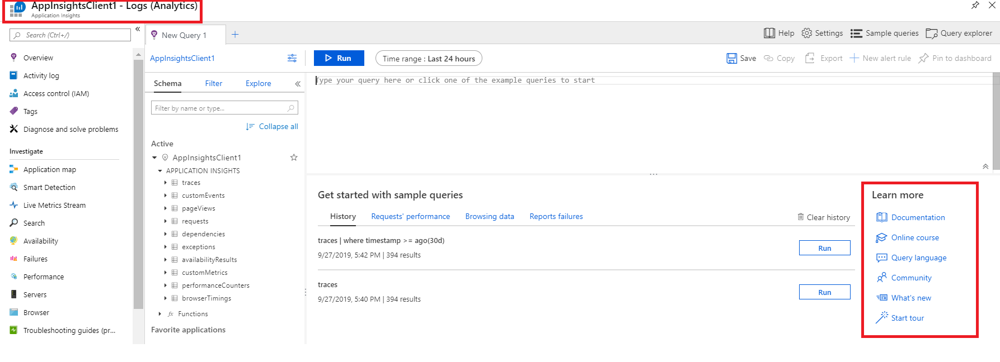 AppInsightsClient1 - Logs (Analytics)
Application Insights
Search (Ctrl+/)
Overview
Activity log
Access control (IAM)
Tags
Diagnose and solve problems
Investigate
Application map
Smart Detection
Live Metrics Stream
Search
Availability
Failures
Performance
Servers
Browser
Troubleshooting guides (pr...
New Query 1
Help
Settings
Sample queries
Query explorer
AppInsightsClient1
Run
Time range : Last 24 hours
Save
Copy
Export
New alert rule
Pin to dashboard
Schema
Filter
Explore
Filter by name or type...
Collapse all
Active
AppInsightsClient1
APPLICATION INSIGHTS
traces
customEvents
pageViews
requests
dependencies
exceptions
availabilityResults
customMetrics
performanceCounters
browserTimings
fx Functions
Favorite applications
Type your query here or click one of the example queries to start
Get started with sample queries
History
Requests' performance
Browsing data
Reports failures
Clear history
traces | where timestamp >= ago(30d)
9/27/2019, 5:42 PM | 394 results
Run
traces
9/27/2019, 5:40 PM | 394 results
Run
Learn more
Documentation
Online course
Query language
Community
What's new
Start tour